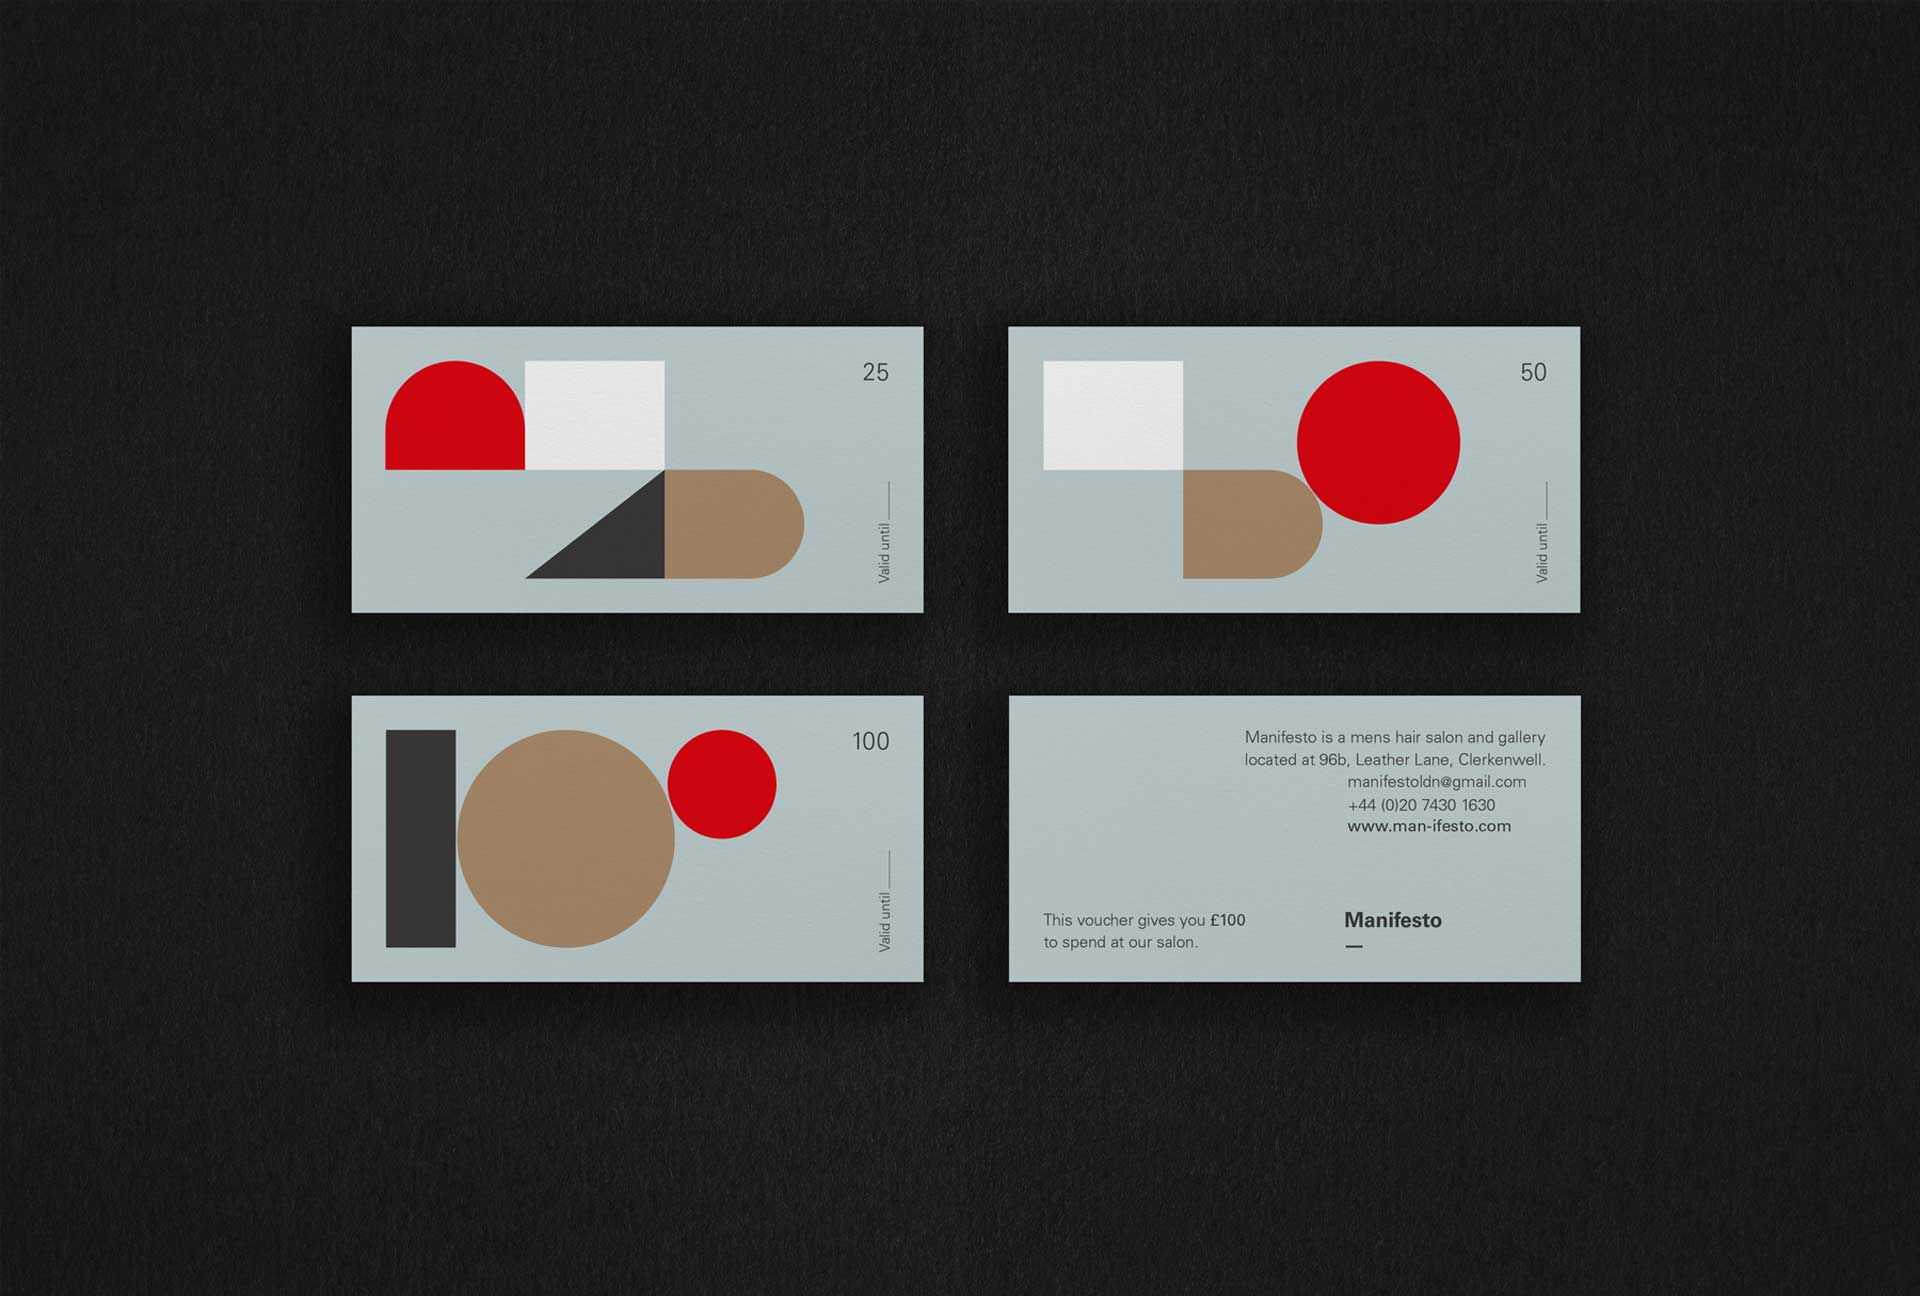 25
Valid until
50
Valid until
100
Valid until
Manifesto is a mens hair salon and gallery
located at 96b, Leather Lane, Clerkenwell.
manifestoldn@gmail.com
+44 (0)20 7430 1630
www.man-ifesto.com
This voucher gives you £100
to spend at our salon.
Manifesto